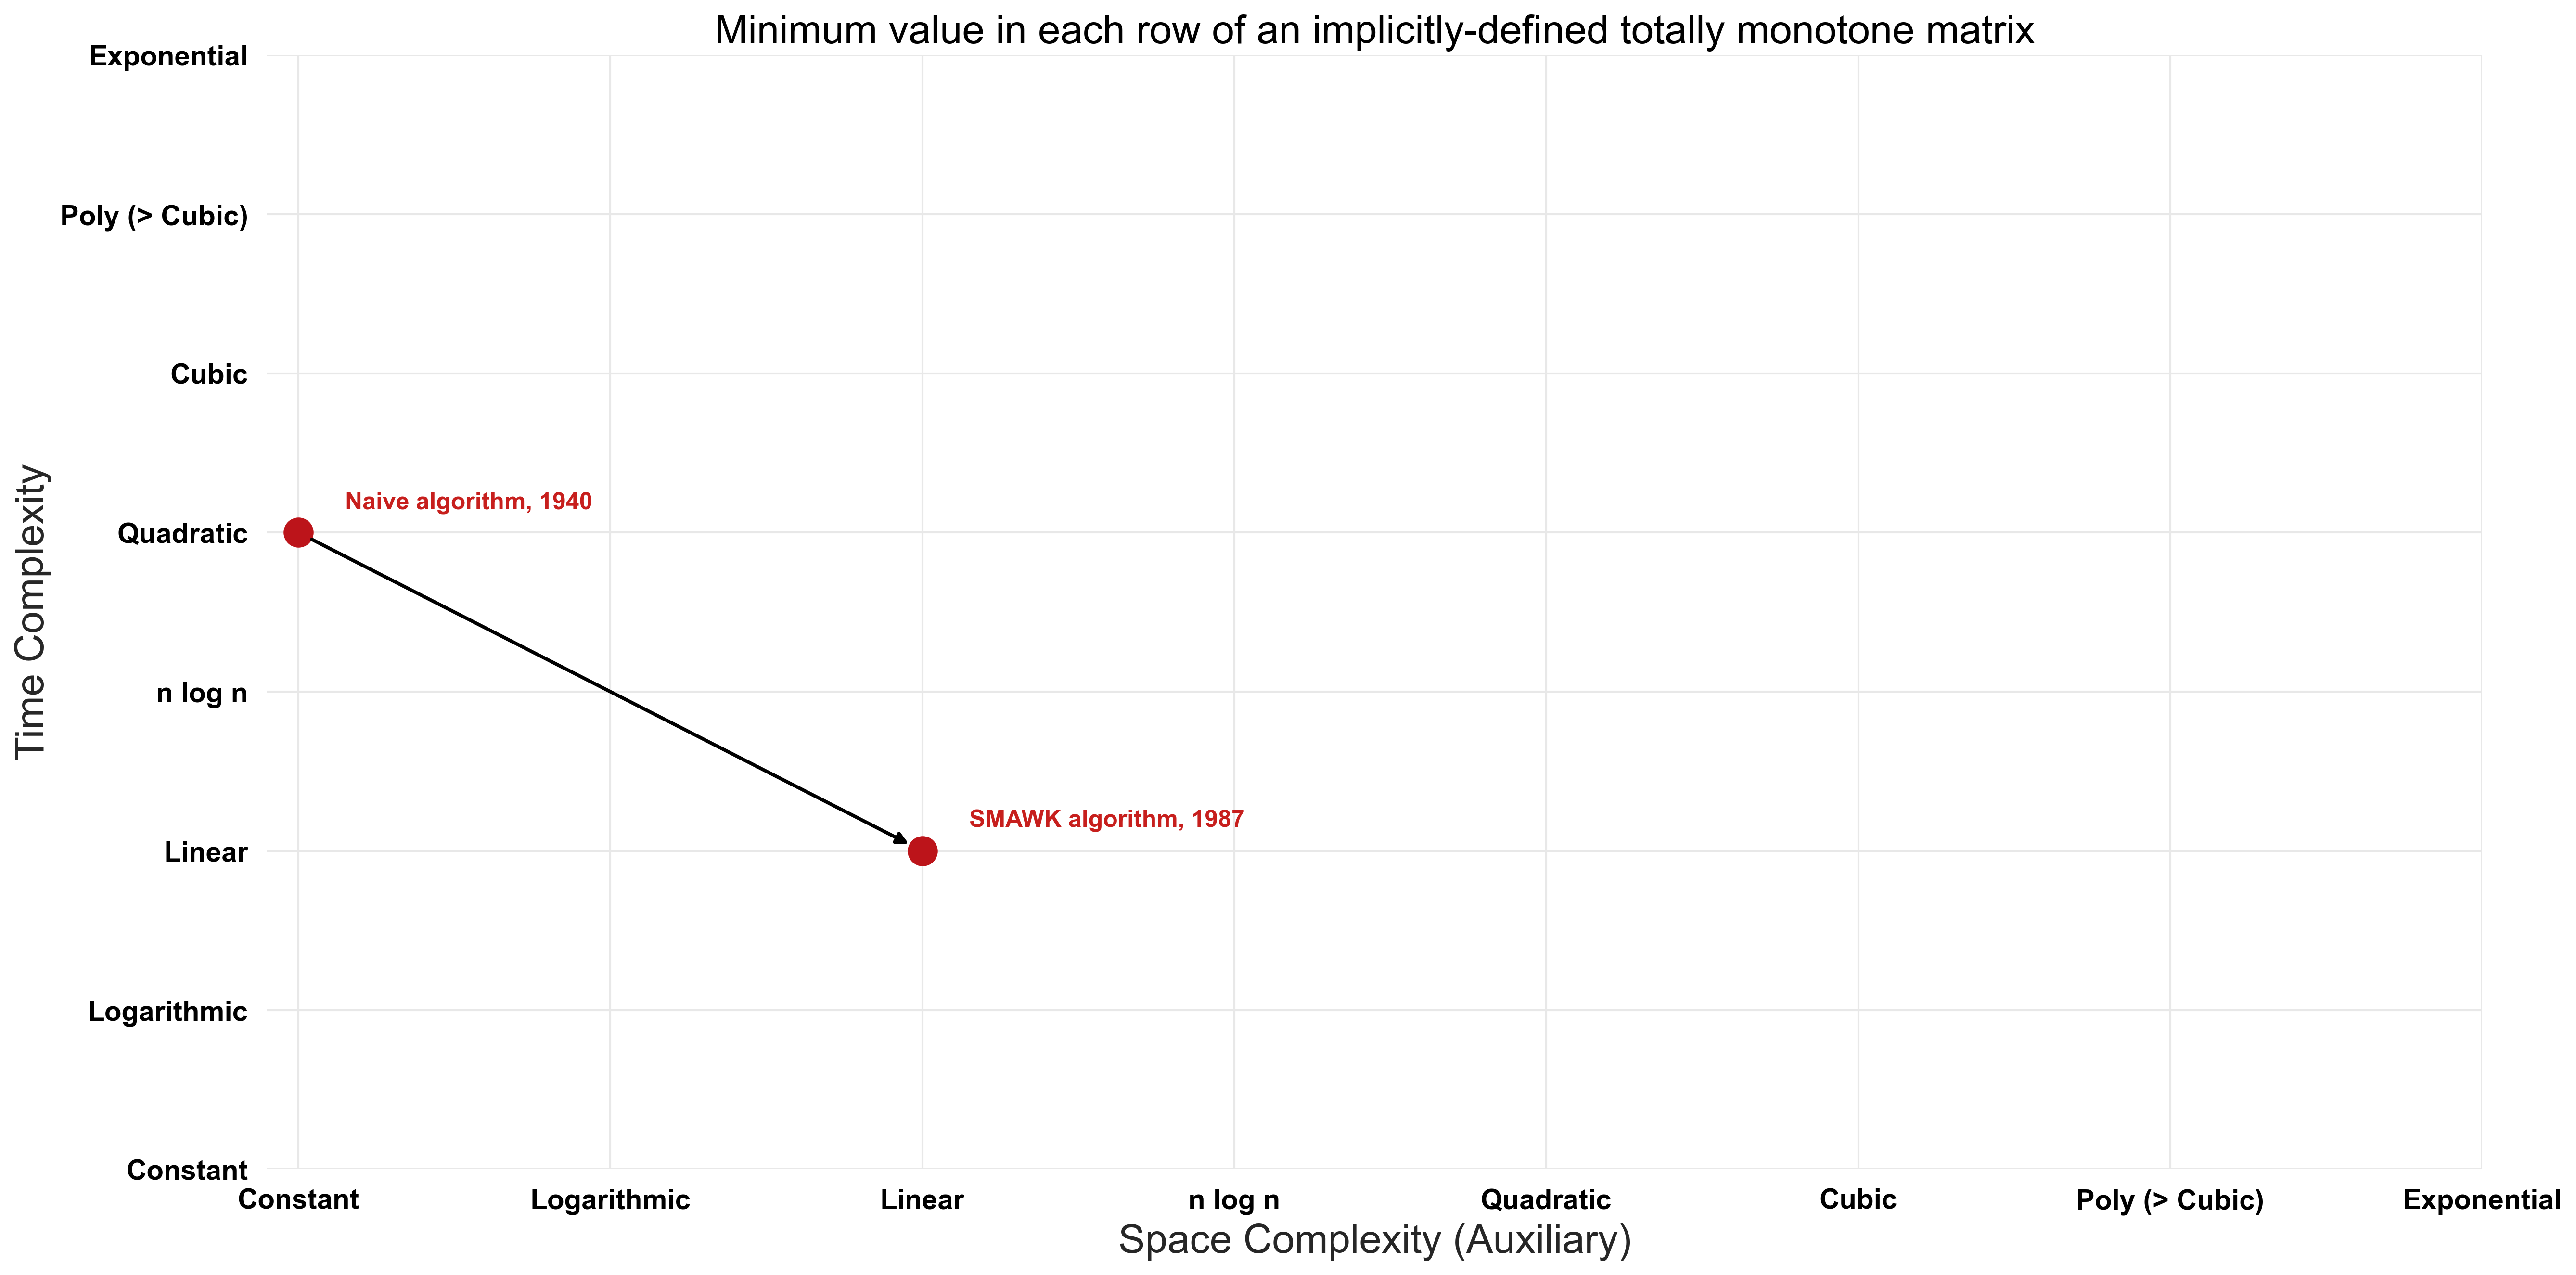 Minimum value in each row of an implicitly-defined totally monotone matrix
Exponential
Poly (> Cubic)
Cubic
Quadratic
n log n
Linear
Logarithmic
Constant
Time Complexity
Naive algorithm, 1940
SMAWK algorithm, 1987
Constant
Logarithmic
Linear
n log n
Quadratic
Cubic
Poly (> Cubic)
Exponential
Space Complexity (Auxiliary)